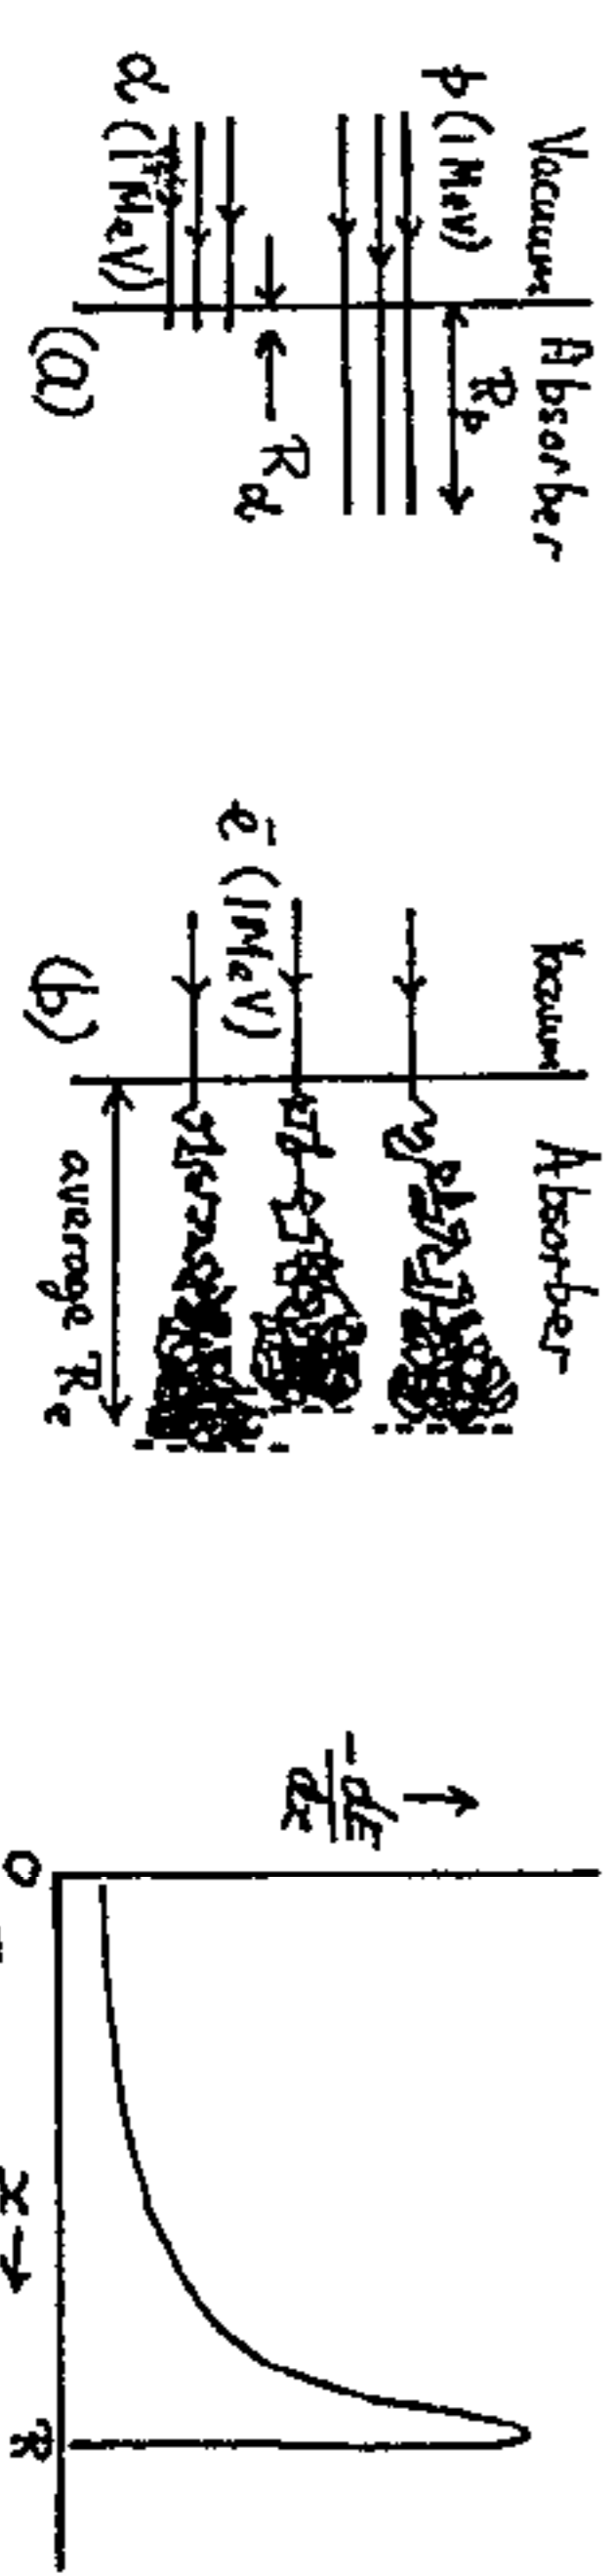 Vacuum Absorber
p (1 MeV)
R_p
R_α
α (1 MeV)
(a)
Vacuum Absorber
e⁻ (1 MeV)
average R_e
(b)
↑
-dE/dx
0
x →
R